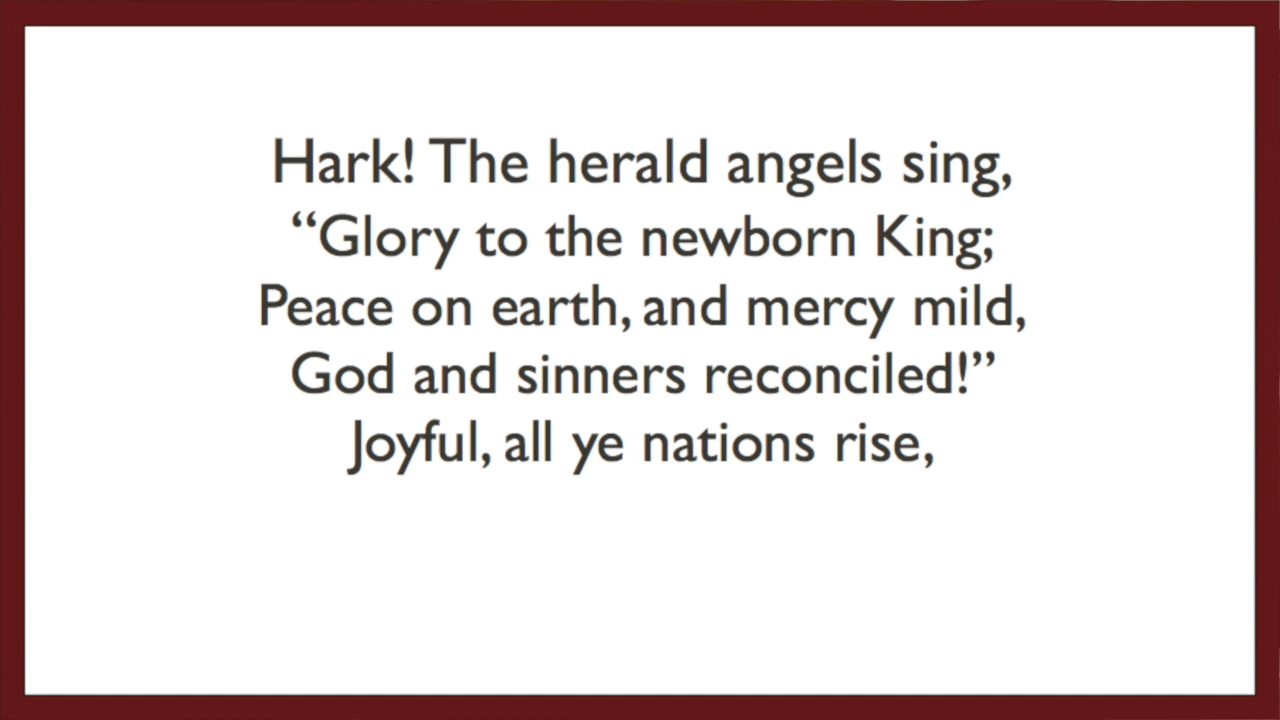 Hark! The herald angels sing,
“Glory to the newborn King;
Peace on earth, and mercy mild,
God and sinners reconciled!”
Joyful, all ye nations rise,